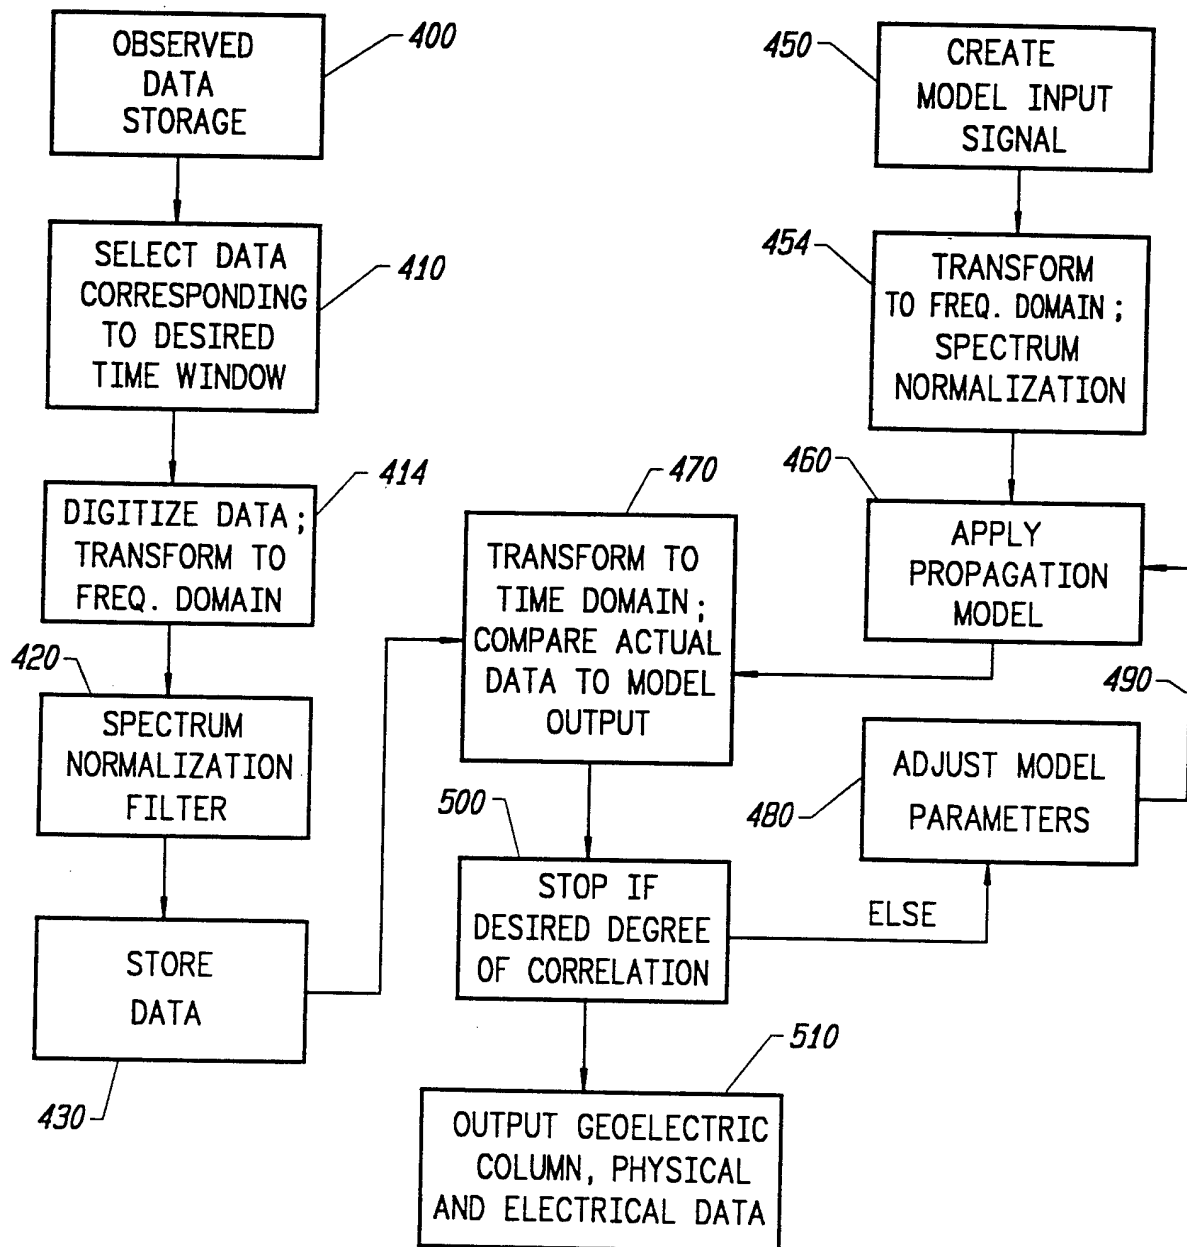 OBSERVED
DATA
STORAGE
400
SELECT DATA
CORRESPONDING
TO DESIRED
TIME WINDOW
410
DIGITIZE DATA;
TRANSFORM TO
FREQ. DOMAIN
414
420
SPECTRUM
NORMALIZATION
FILTER
STORE
DATA
430
450
CREATE
MODEL INPUT
SIGNAL
454
TRANSFORM
TO FREQ. DOMAIN;
SPECTRUM
NORMALIZATION
460
APPLY
PROPAGATION
MODEL
470
TRANSFORM TO
TIME DOMAIN;
COMPARE ACTUAL
DATA TO MODEL
OUTPUT
490
ADJUST MODEL
PARAMETERS
480
500
STOP IF
DESIRED DEGREE
OF CORRELATION
ELSE
510
OUTPUT GEOELECTRIC
COLUMN, PHYSICAL
AND ELECTRICAL DATA